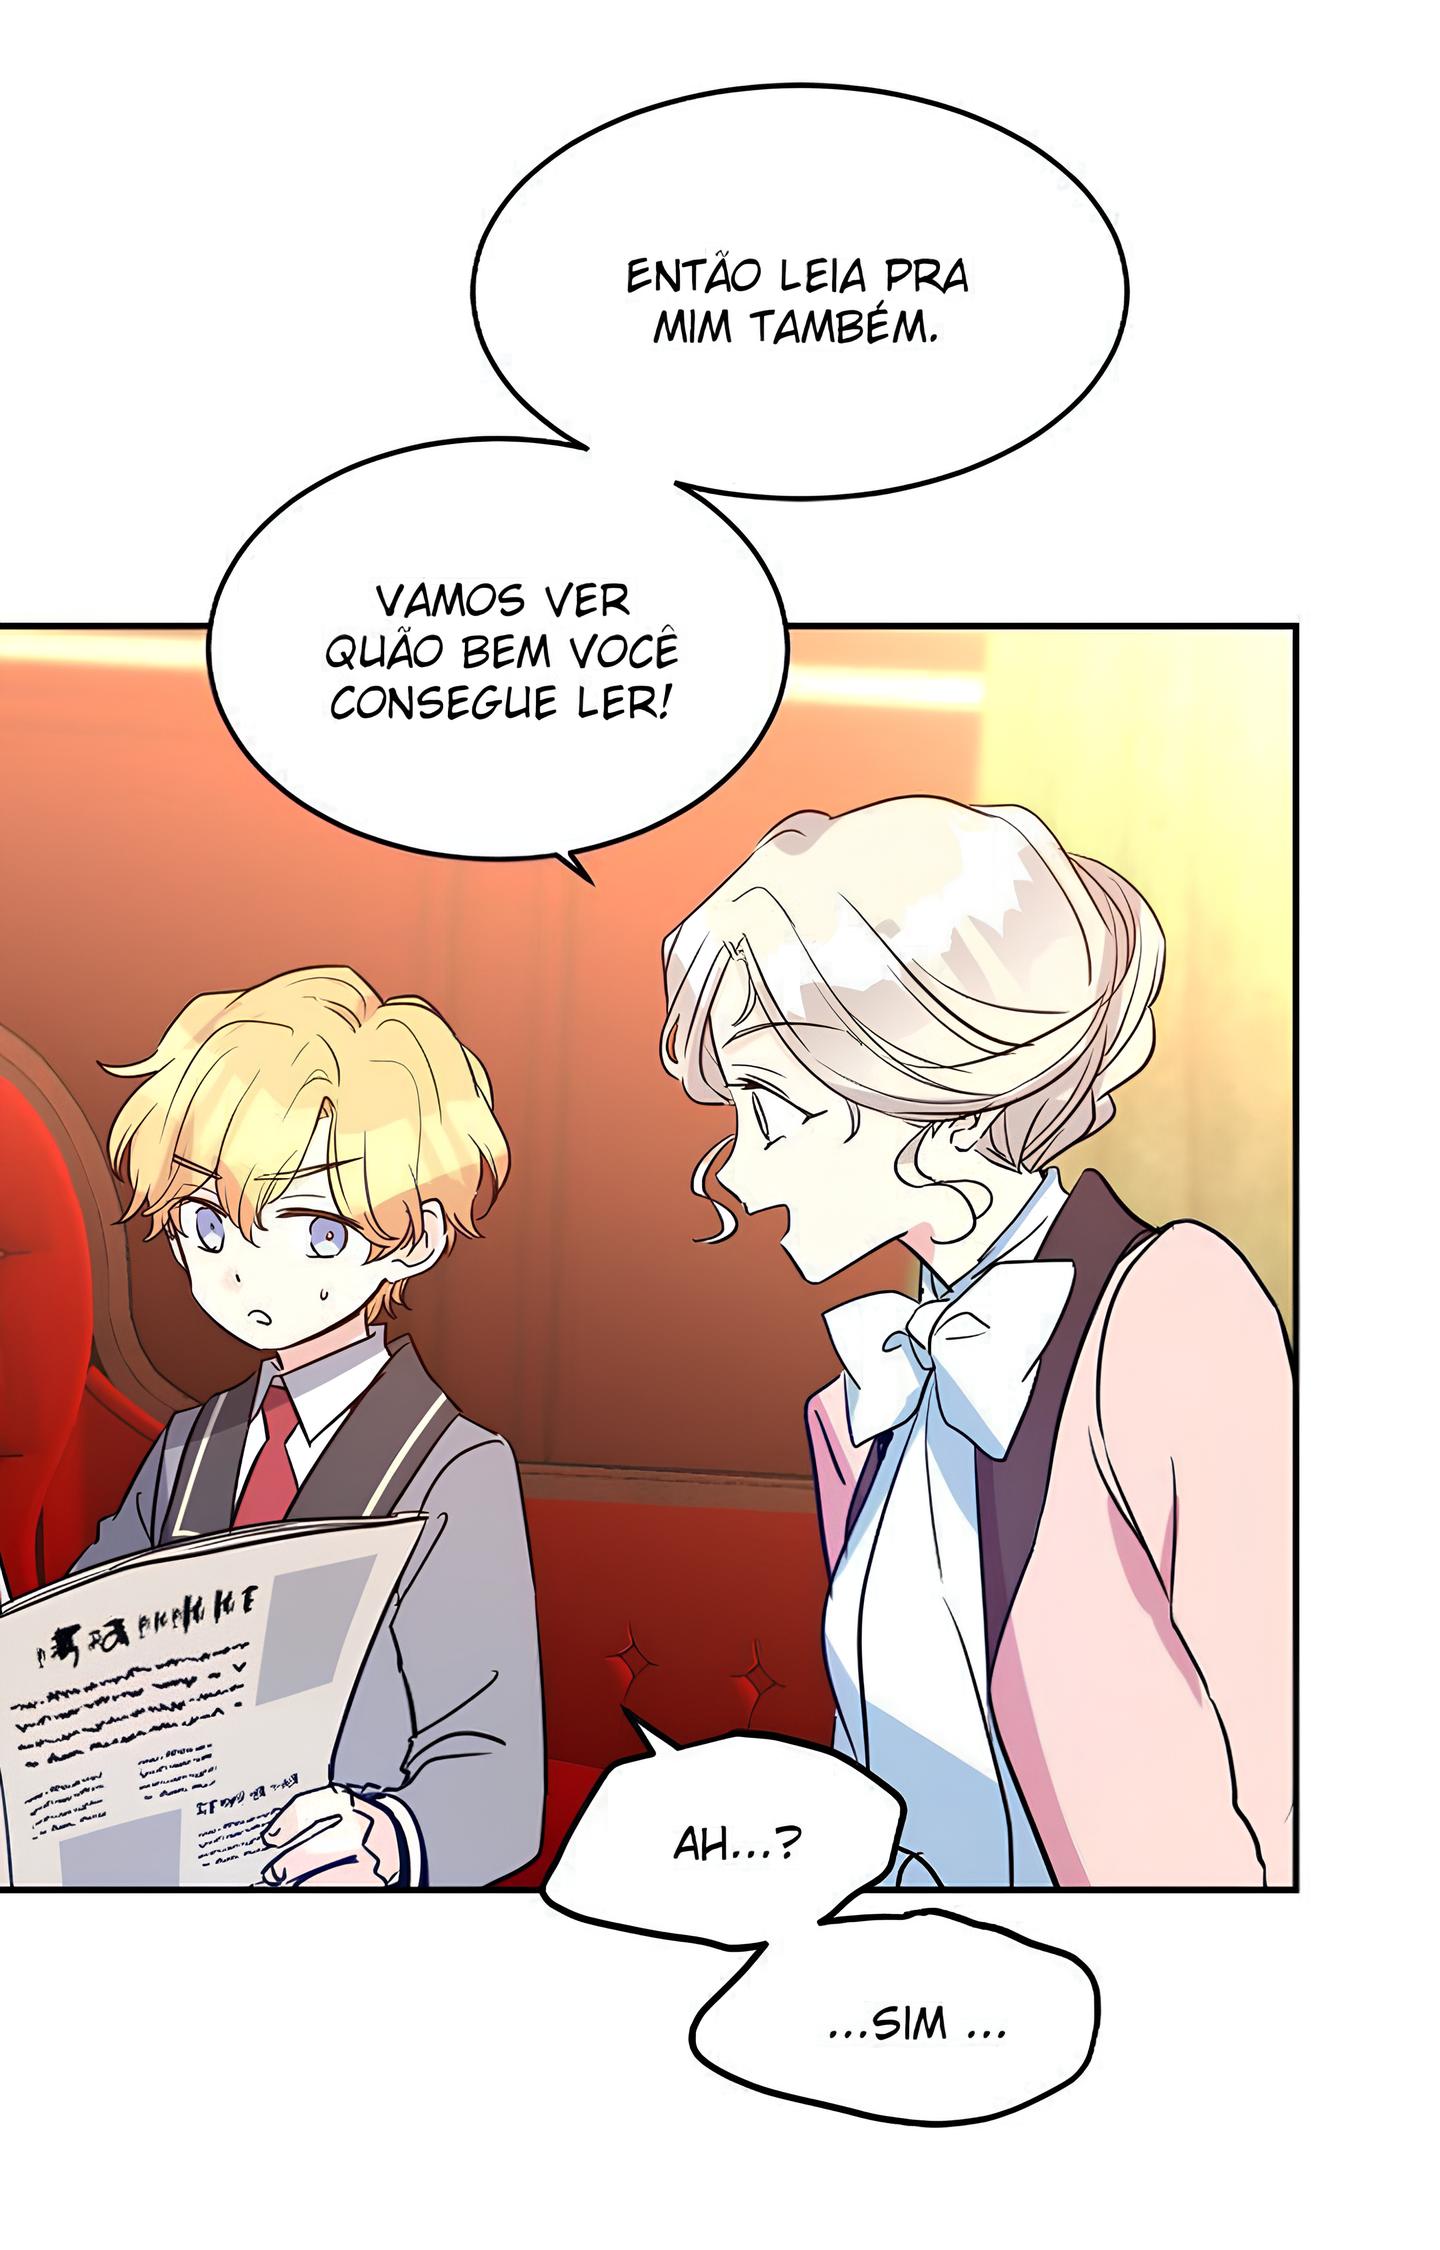 ENTÃO LEIA PRA
MIM TAMBÉM.
VAMOS VER
QUÃO BEM VOCÊ
CONSEGUE LER!
AH...?
...SIM ...